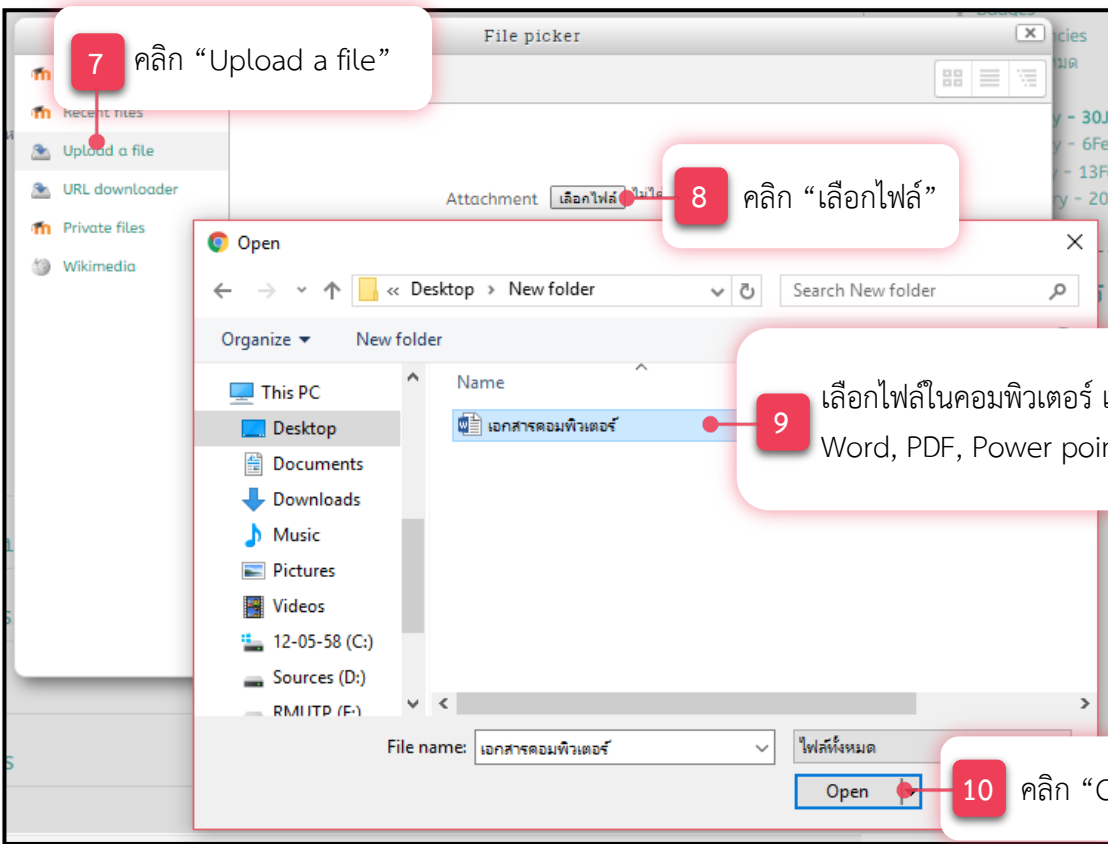 File picker
7 คลิก “Upload a file”
Recent files
Upload a file
URL downloader
Private files
Wikimedia
Attachment เลือกไฟล์
8 คลิก “เลือกไฟล์”
Open
« Desktop › New folder
Search New folder
Organize
New folder
This PC
Desktop
Documents
Downloads
Music
Pictures
Videos
12-05-58 (C:)
Sources (D:)
RMUTP (E:)
Name
เอกสารคอมพิวเตอร์
9 เลือกไฟล์ในคอมพิวเตอร์
Word, PDF, Power
File name: เอกสารคอมพิวเตอร์
ไฟล์ทั้งหมด
Open
10 คลิก